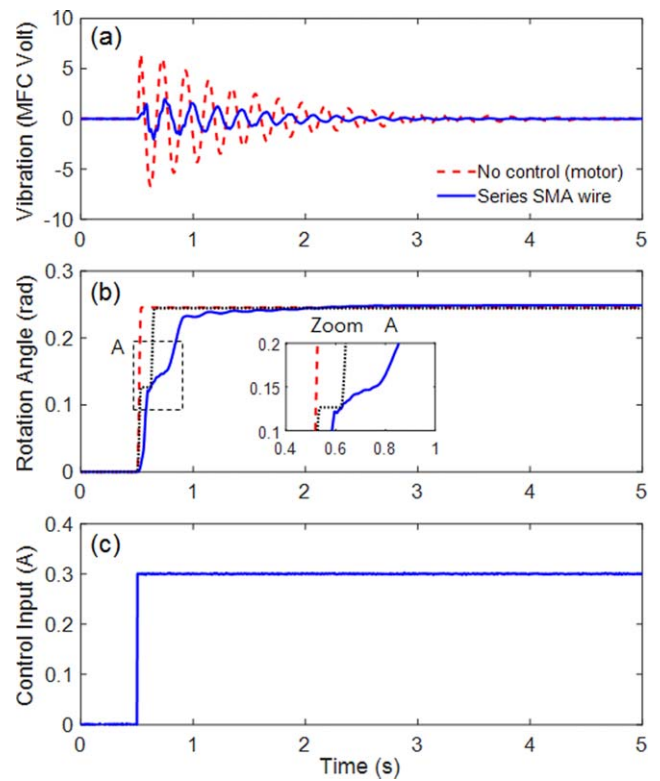 (a)
Vibration (MFC Volt)
10
5
0
-5
-10
No control (motor)
Series SMA wire
0 1 2 3 4 5
(b)
Rotation Angle (rad)
0.3
0.2
0.1
0
A
Zoom A
0.2
0.15
0.1
0.4 0.6 0.8 1
0 1 2 3 4 5
(c)
Control Input (A)
0.4
0.3
0.2
0.1
0
0 1 2 3 4 5
Time (s)